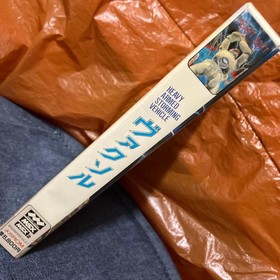 HEAVY
ARMED
STORMING
VEHICLE
ヴァクソル
MSX